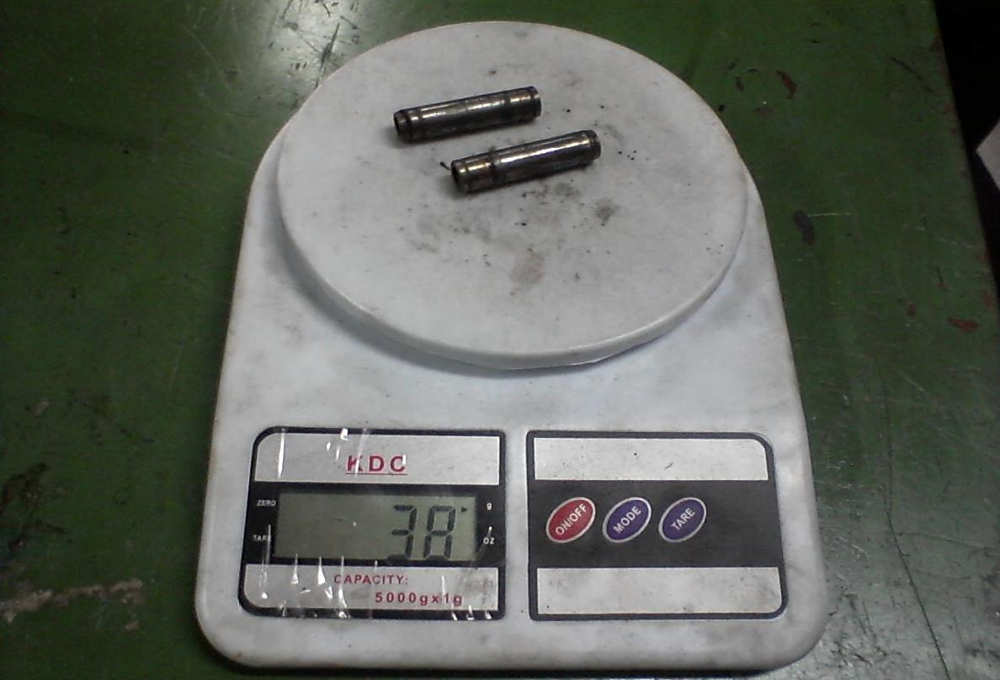 KDC
ZERO
g
38
TARE
oz
CAPACITY:
5000gx1g
ON/OFF
MODE
TARE